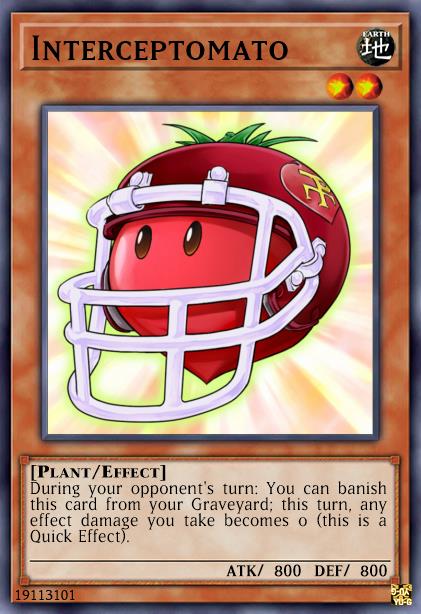 INTERCEPTOMATO
EARTH
地
[PLANT/EFFECT]
During your opponent's turn: You can banish
this card from your Graveyard; this turn, any
effect damage you take becomes 0 (this is a
Quick Effect).
ATK/ 800 DEF/ 800
19113101